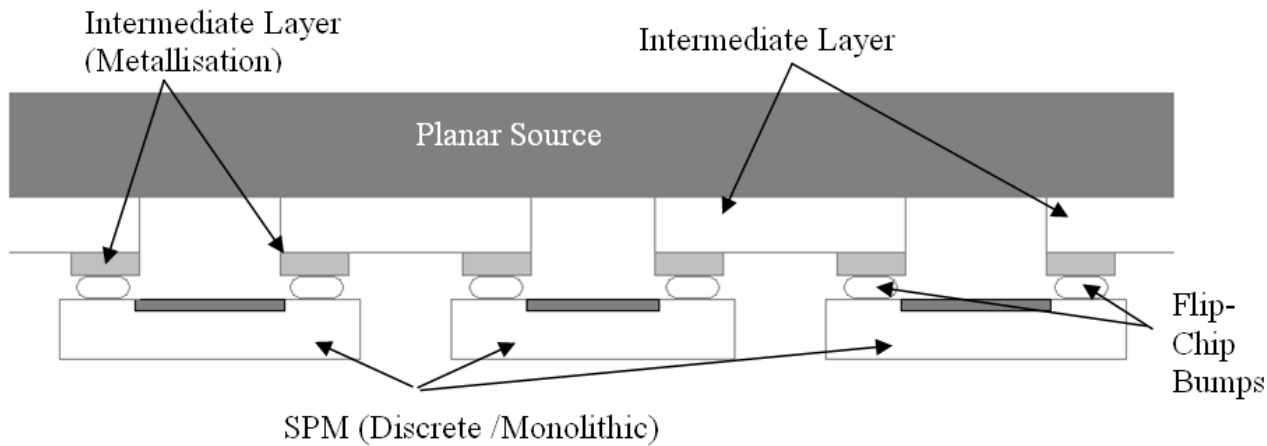 Intermediate Layer
(Metallisation)
Intermediate Layer
Planar Source
Flip-
Chip
Bumps
SPM (Discrete /Monolithic)